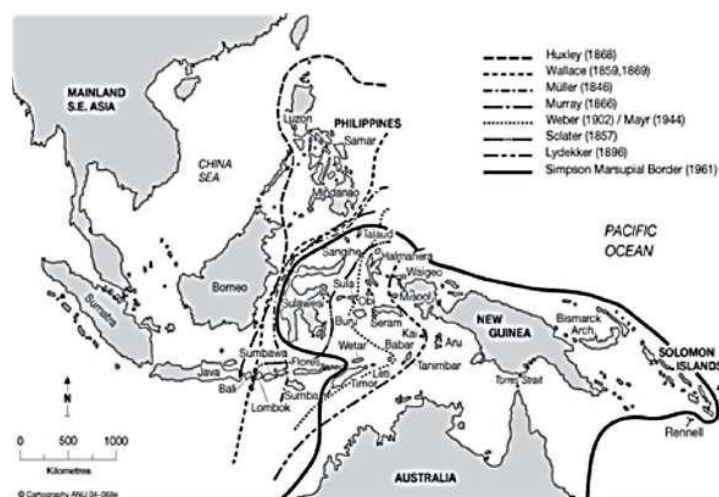 Huxley (1868)
Wallace (1859,1869)
Müller (1846)
Murray (1866)
Weber (1902) / Mayr (1944)
Sclater (1857)
Lydekker (1896)
Simpson Marsupial Border (1961)
MAINLAND
S.E. ASIA
Luzon
PHILIPPINES
Samar
CHINA
SEA
Mindanao
PACIFIC
OCEAN
Talaud
Sangihe
Halmahera
Waigeo
Borneo
Sula
Obi
Misool
Sumatra
Sulawesi
Buru
Seram
NEW
GUINEA
Bismarck
Arch.
SOLOMON
ISLANDS
Kai
Aru
Wetar
Babar
Tanimbar
Sumbawa
Flores
Java
Bali
Lombok
Sumba
Timor
Leti
Torres Strait
Rennell
N
0 500 1000
Kilometres
AUSTRALIA
© Cartography ANU